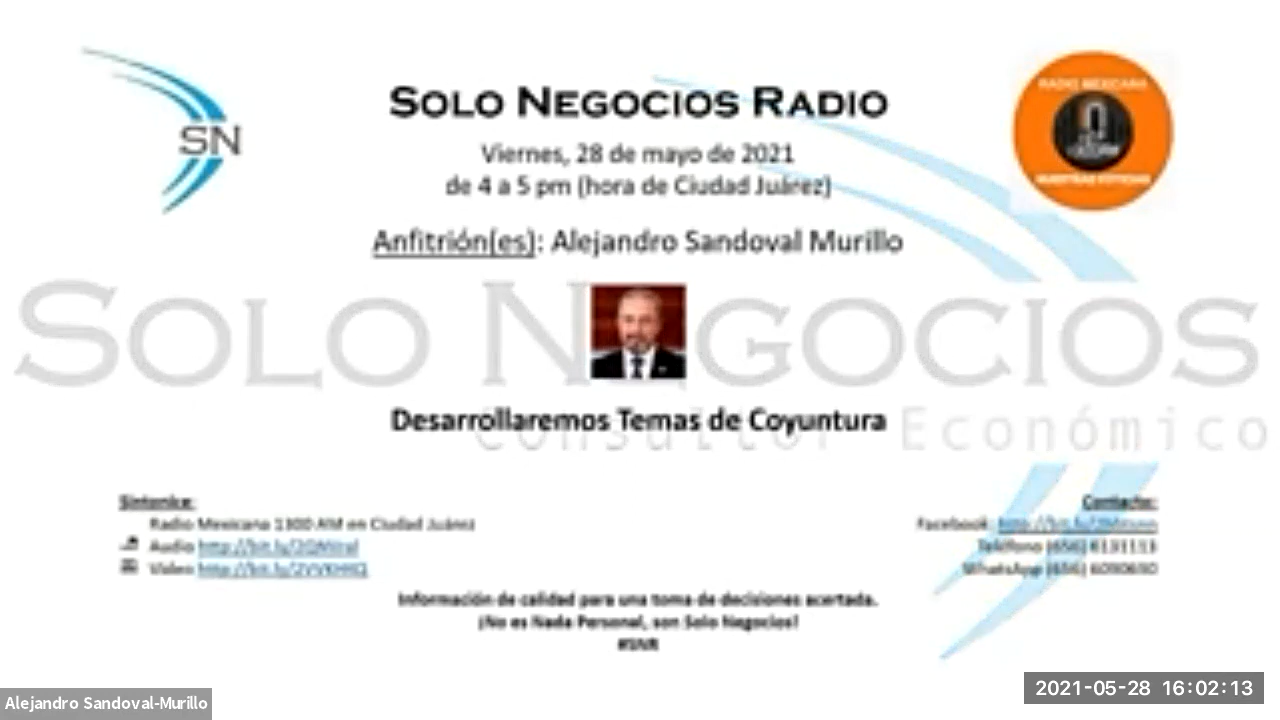 SN
SOLO NEGOCIOS RADIO
Viernes, 28 de mayo de 2021
de 4 a 5 pm (hora de Ciudad Juárez)
RADIO MEXICANA
Anfitrión(es): Alejandro Sandoval Murillo
SOLO NEGOCIOS
Consultor Económico
Desarrollaremos Temas de Coyuntura
Sintonice:
Radio Mexicana 1300 AM en Ciudad Juárez
Audio
Video
Contacto:
Facebook:
Teléfono (656)
WhatsApp (656)
Información de calidad para una toma de decisiones acertada.
¡No es Nada Personal, son Solo Negocios!
#SNR
Alejandro Sandoval-Murillo
2021-05-28 16:02:13